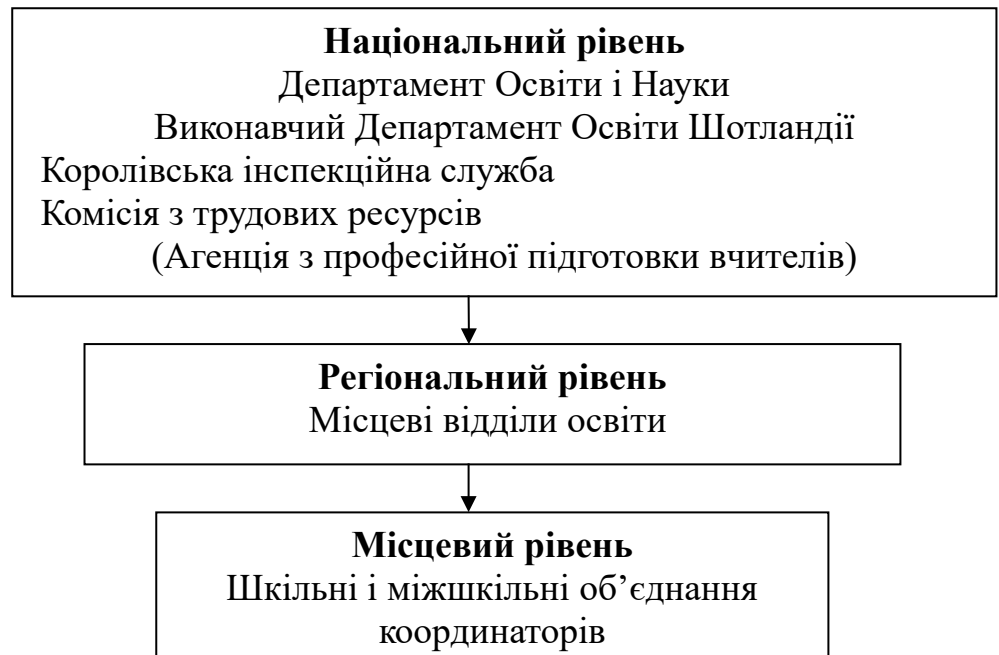 Національний рівень
Департамент Освіти і Науки
Виконавчий Департамент Освіти Шотландії
Королівська інспекційна служба
Комісія з трудових ресурсів
(Агенція з професійної підготовки вчителів)
Регіональний рівень
Місцеві відділи освіти
Місцевий рівень
Шкільні і міжшкільні об’єднання
координаторів